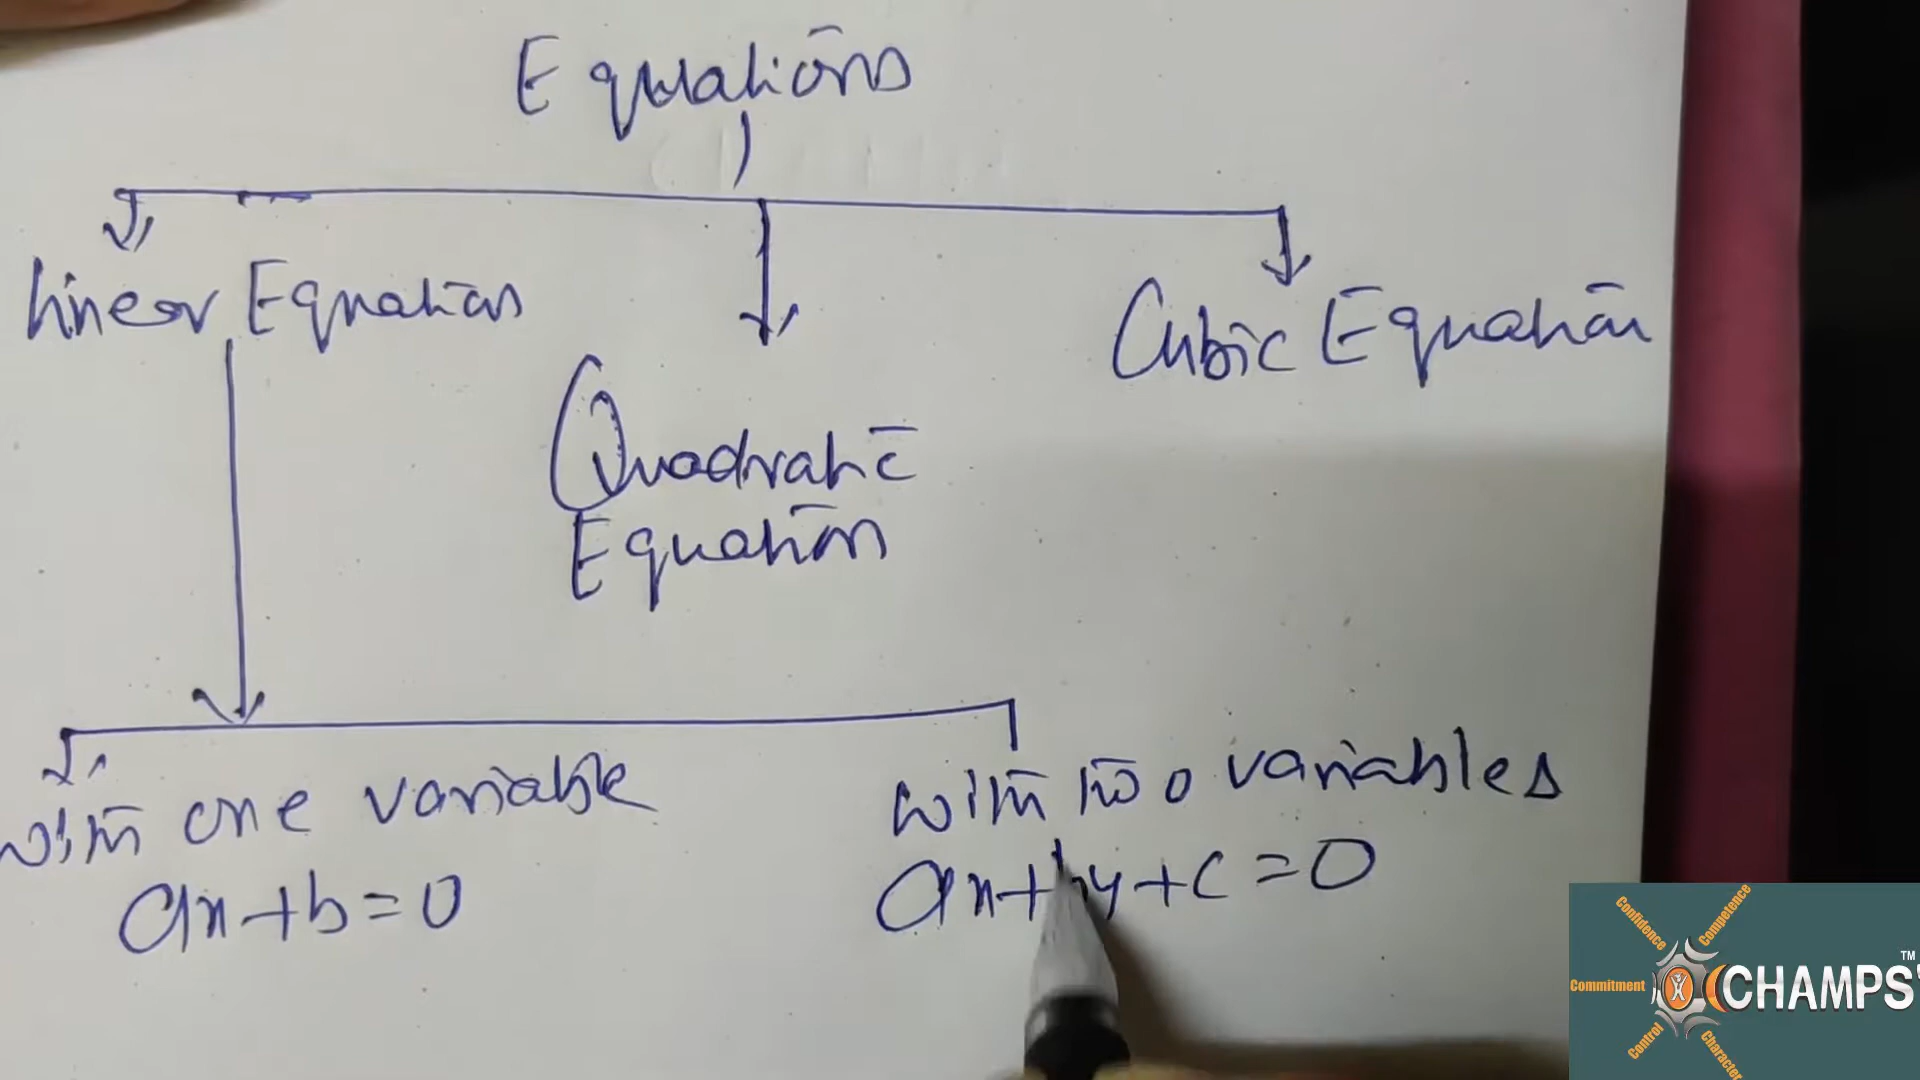 Equations
Linear Equation
Cubic Equation
Quadratic
Equation
with one variable
with two variables
ax+b=0
ax+by+c=0
Confidence
Competence
Commitment
CHAMPS™
Control
Character